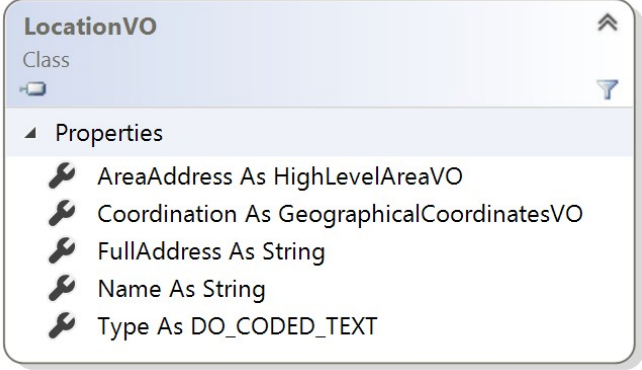 LocationVO
Class
Properties
AreaAddress As HighLevelAreaVO
Coordination As GeographicalCoordinatesVO
FullAddress As String
Name As String
Type As DO_CODED_TEXT